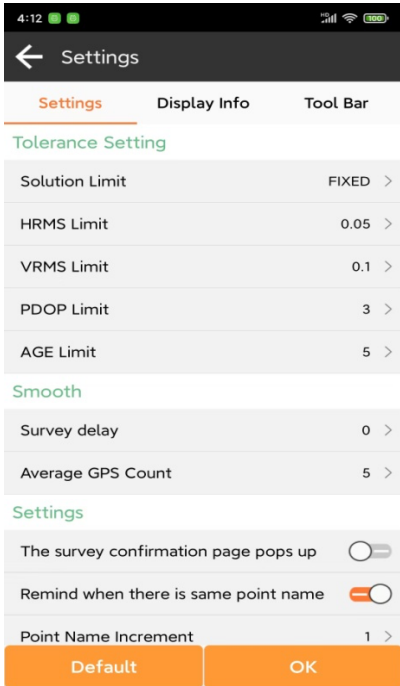 4:12 HD 100
Settings
Settings Display Info Tool Bar
Tolerance Setting
Solution Limit FIXED
HRMS Limit 0.05
VRMS Limit 0.1
PDOP Limit 3
AGE Limit 5
Smooth
Survey delay 0
Average GPS Count 5
Settings
The survey confirmation page pops up
Remind when there is same point name
Point Name Increment 1
Default OK